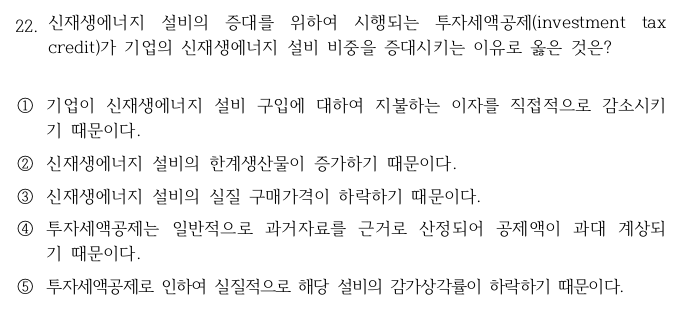 22. 신재생에너지 설비의 증대를 위하여 시행되는 투자세액공제(investment tax
credit)가 기업의 신재생에너지 설비 비중을 증대시키는 이유로 옳은 것은?
① 기업이 신재생에너지 설비 구입에 대하여 지불하는 이자를 직접적으로 감소시키
기 때문이다.
② 신재생에너지 설비의 한계생산물이 증가하기 때문이다.
③ 신재생에너지 설비의 실질 구매가격이 하락하기 때문이다.
④ 투자세액공제는 일반적으로 과거자료를 근거로 산정되어 공제액이 과대 계상되
기 때문이다.
⑤ 투자세액공제로 인하여 실질적으로 해당 설비의 감가상각률이 하락하기 때문이다.